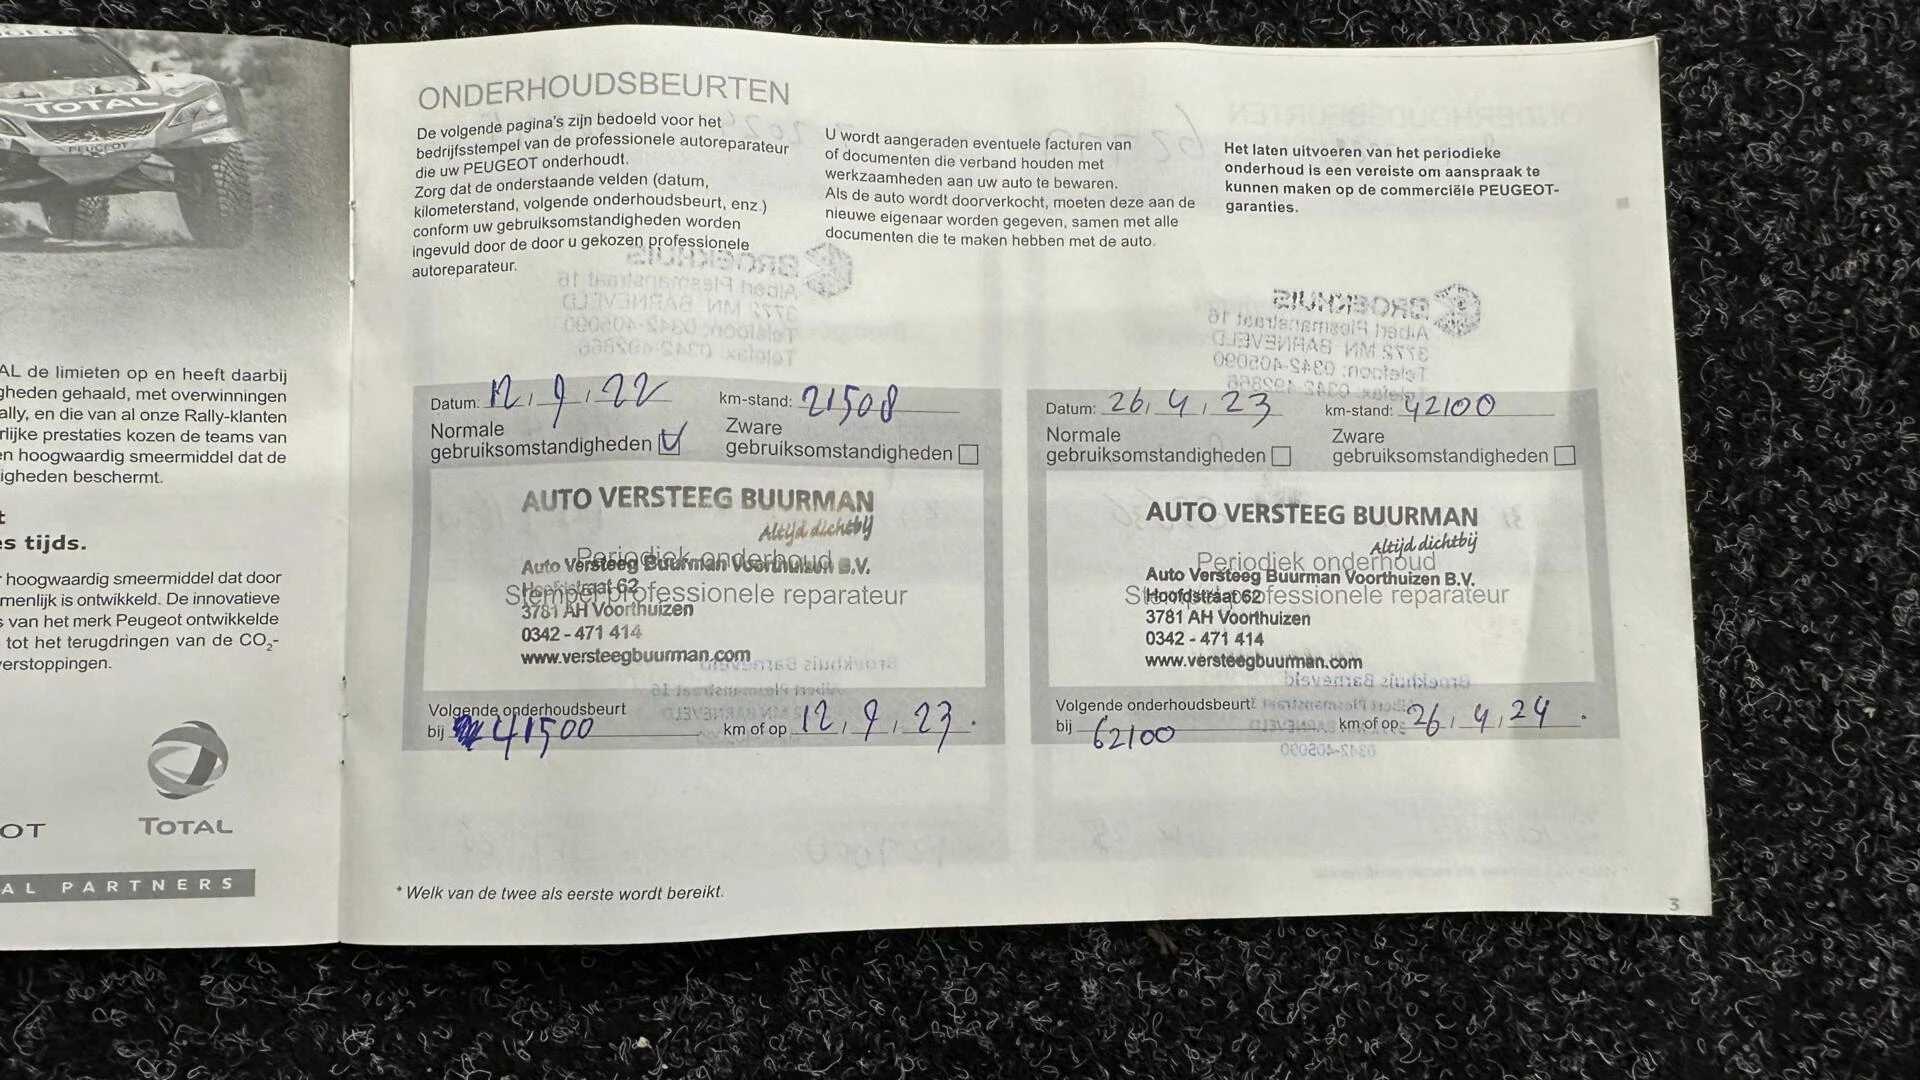 TOTAL
PEUGEOT
AL de limieten op en heeft daarbij
gheden gehaald, met overwinningen
ally, en die van al onze Rally-klanten
rlijke prestaties kozen de teams van
en hoogwaardig smeermiddel dat de
igheden beschermt.
t
es tijds.
r hoogwaardig smeermiddel dat door
menlijk is ontwikkeld. De innovatieve
s van het merk Peugeot ontwikkelde
tot het terugdringen van de CO₂-
verstoppingen.
OT
TOTAL
AL PARTNERS
ONDERHOUDSBEURTEN
De volgende pagina's zijn bedoeld voor het
bedrijfsstempel van de professionele autoreparateur
die uw PEUGEOT onderhoudt.
Zorg dat de onderstaande velden (datum,
kilometerstand, volgende onderhoudsbeurt, enz.)
conform uw gebruiksomstandigheden worden
ingevuld door de door u gekozen professionele
autoreparateur.
U wordt aangeraden eventuele facturen van
of documenten die verband houden met
werkzaamheden aan uw auto te bewaren.
Als de auto wordt doorverkocht, moeten deze aan de
nieuwe eigenaar worden gegeven, samen met alle
documenten die te maken hebben met de auto.
Het laten uitvoeren van het periodieke
onderhoud is een vereiste om aanspraak te
kunnen maken op de commerciële PEUGEOT-
garanties.
Datum: 12, 9, 22 km-stand: 21508
Normale
gebruiksomstandigheden
Zware
gebruiksomstandigheden
AUTO VERSTEEG BUURMAN
Altijd dichtbij
Periodiek onderhoud
Auto Versteeg Buurman Voorthuizen B.V.
Hoofdstraat 62
Stempel professionele reparateur
3781 AH Voorthuizen
0342 - 471 414
www.versteegbuurman.com
Volgende onderhoudsbeurt
bij 41500 km of op 12, 9, 23.
Datum: 26, 4, 23 km-stand: 42100
Normale
gebruiksomstandigheden
Zware
gebruiksomstandigheden
AUTO VERSTEEG BUURMAN
Altijd dichtbij
Periodiek onderhoud
Auto Versteeg Buurman Voorthuizen B.V.
Hoofdstraat 62
Stempel professionele reparateur
3781 AH Voorthuizen
0342 - 471 414
www.versteegbuurman.com
Volgende onderhoudsbeurt
bij 62100 km of op 26, 4, 24.
* Welk van de twee als eerste wordt bereikt.
3